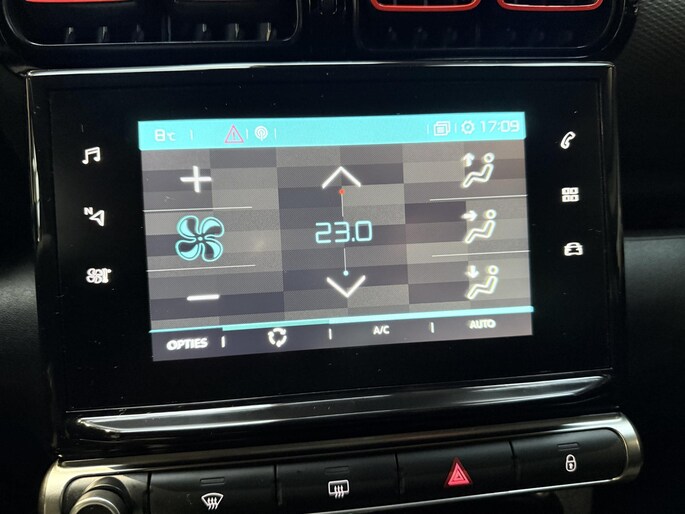 8°C 17:09
N
23.0
OPTIES A/C AUTO